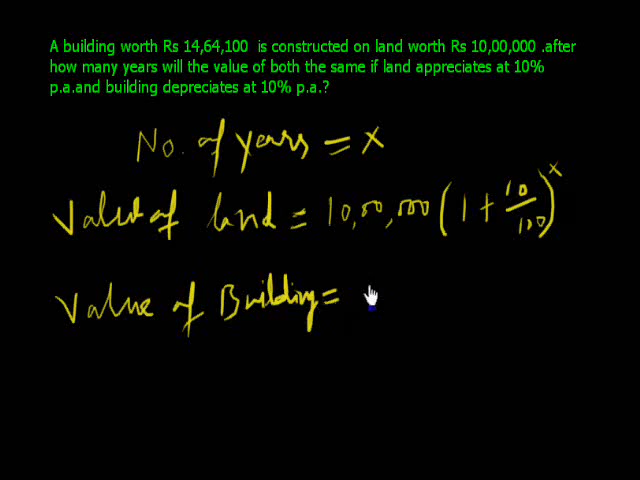 A building worth Rs 14,64,100 is constructed on land worth Rs 10,00,000 .after
how many years will the value of both the same if land appreciates at 10%
p.a.and building depreciates at 10% p.a.?
No. of years = x
Value of land = 10,00,000 (1 + 10/100)^x
Value of Building =